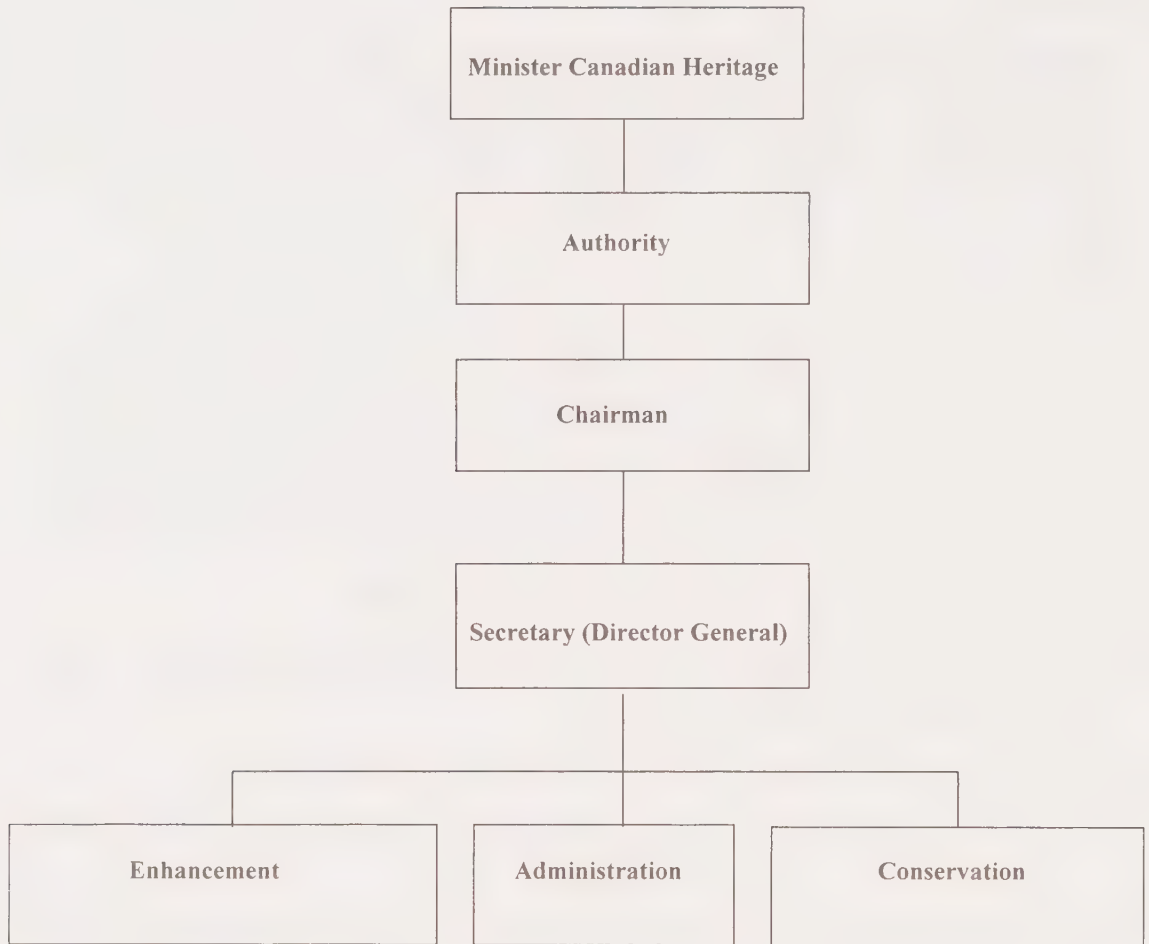 Minister Canadian Heritage
Authority
Chairman
Secretary (Director General)
Enhancement
Administration
Conservation